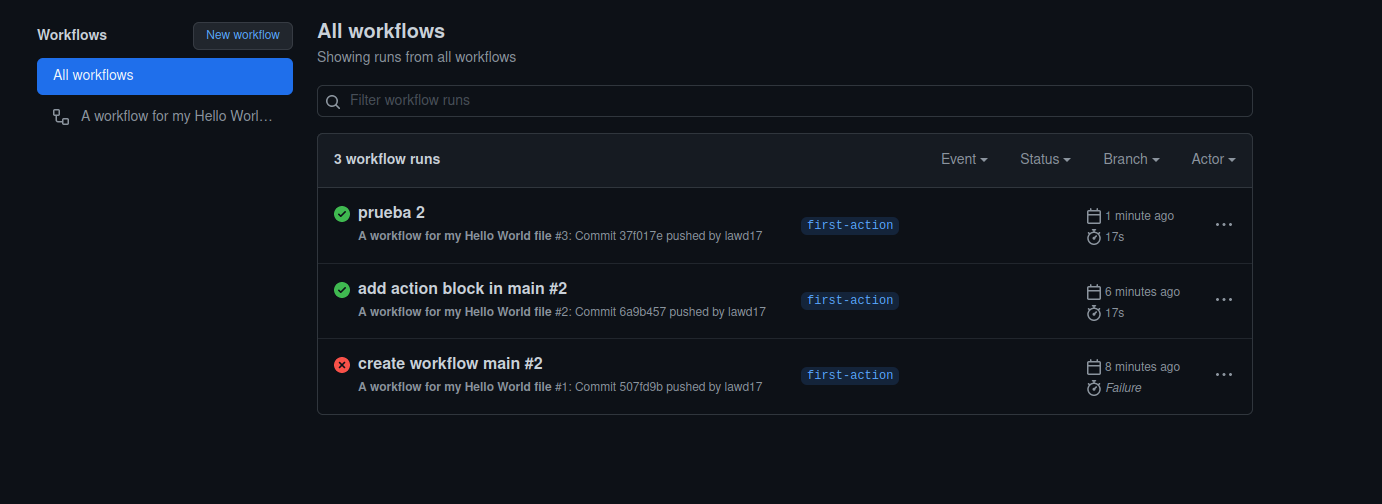 Workflows
New workflow
All workflows
A workflow for my Hello Worl...
All workflows
Showing runs from all workflows
Filter workflow runs
3 workflow runs
Event
Status
Branch
Actor
prueba 2
A workflow for my Hello World file #3: Commit 37f017e pushed by lawd17
first-action
1 minute ago
17s
add action block in main #2
A workflow for my Hello World file #2: Commit 6a9b457 pushed by lawd17
first-action
6 minutes ago
17s
create workflow main #2
A workflow for my Hello World file #1: Commit 507fd9b pushed by lawd17
first-action
8 minutes ago
Failure